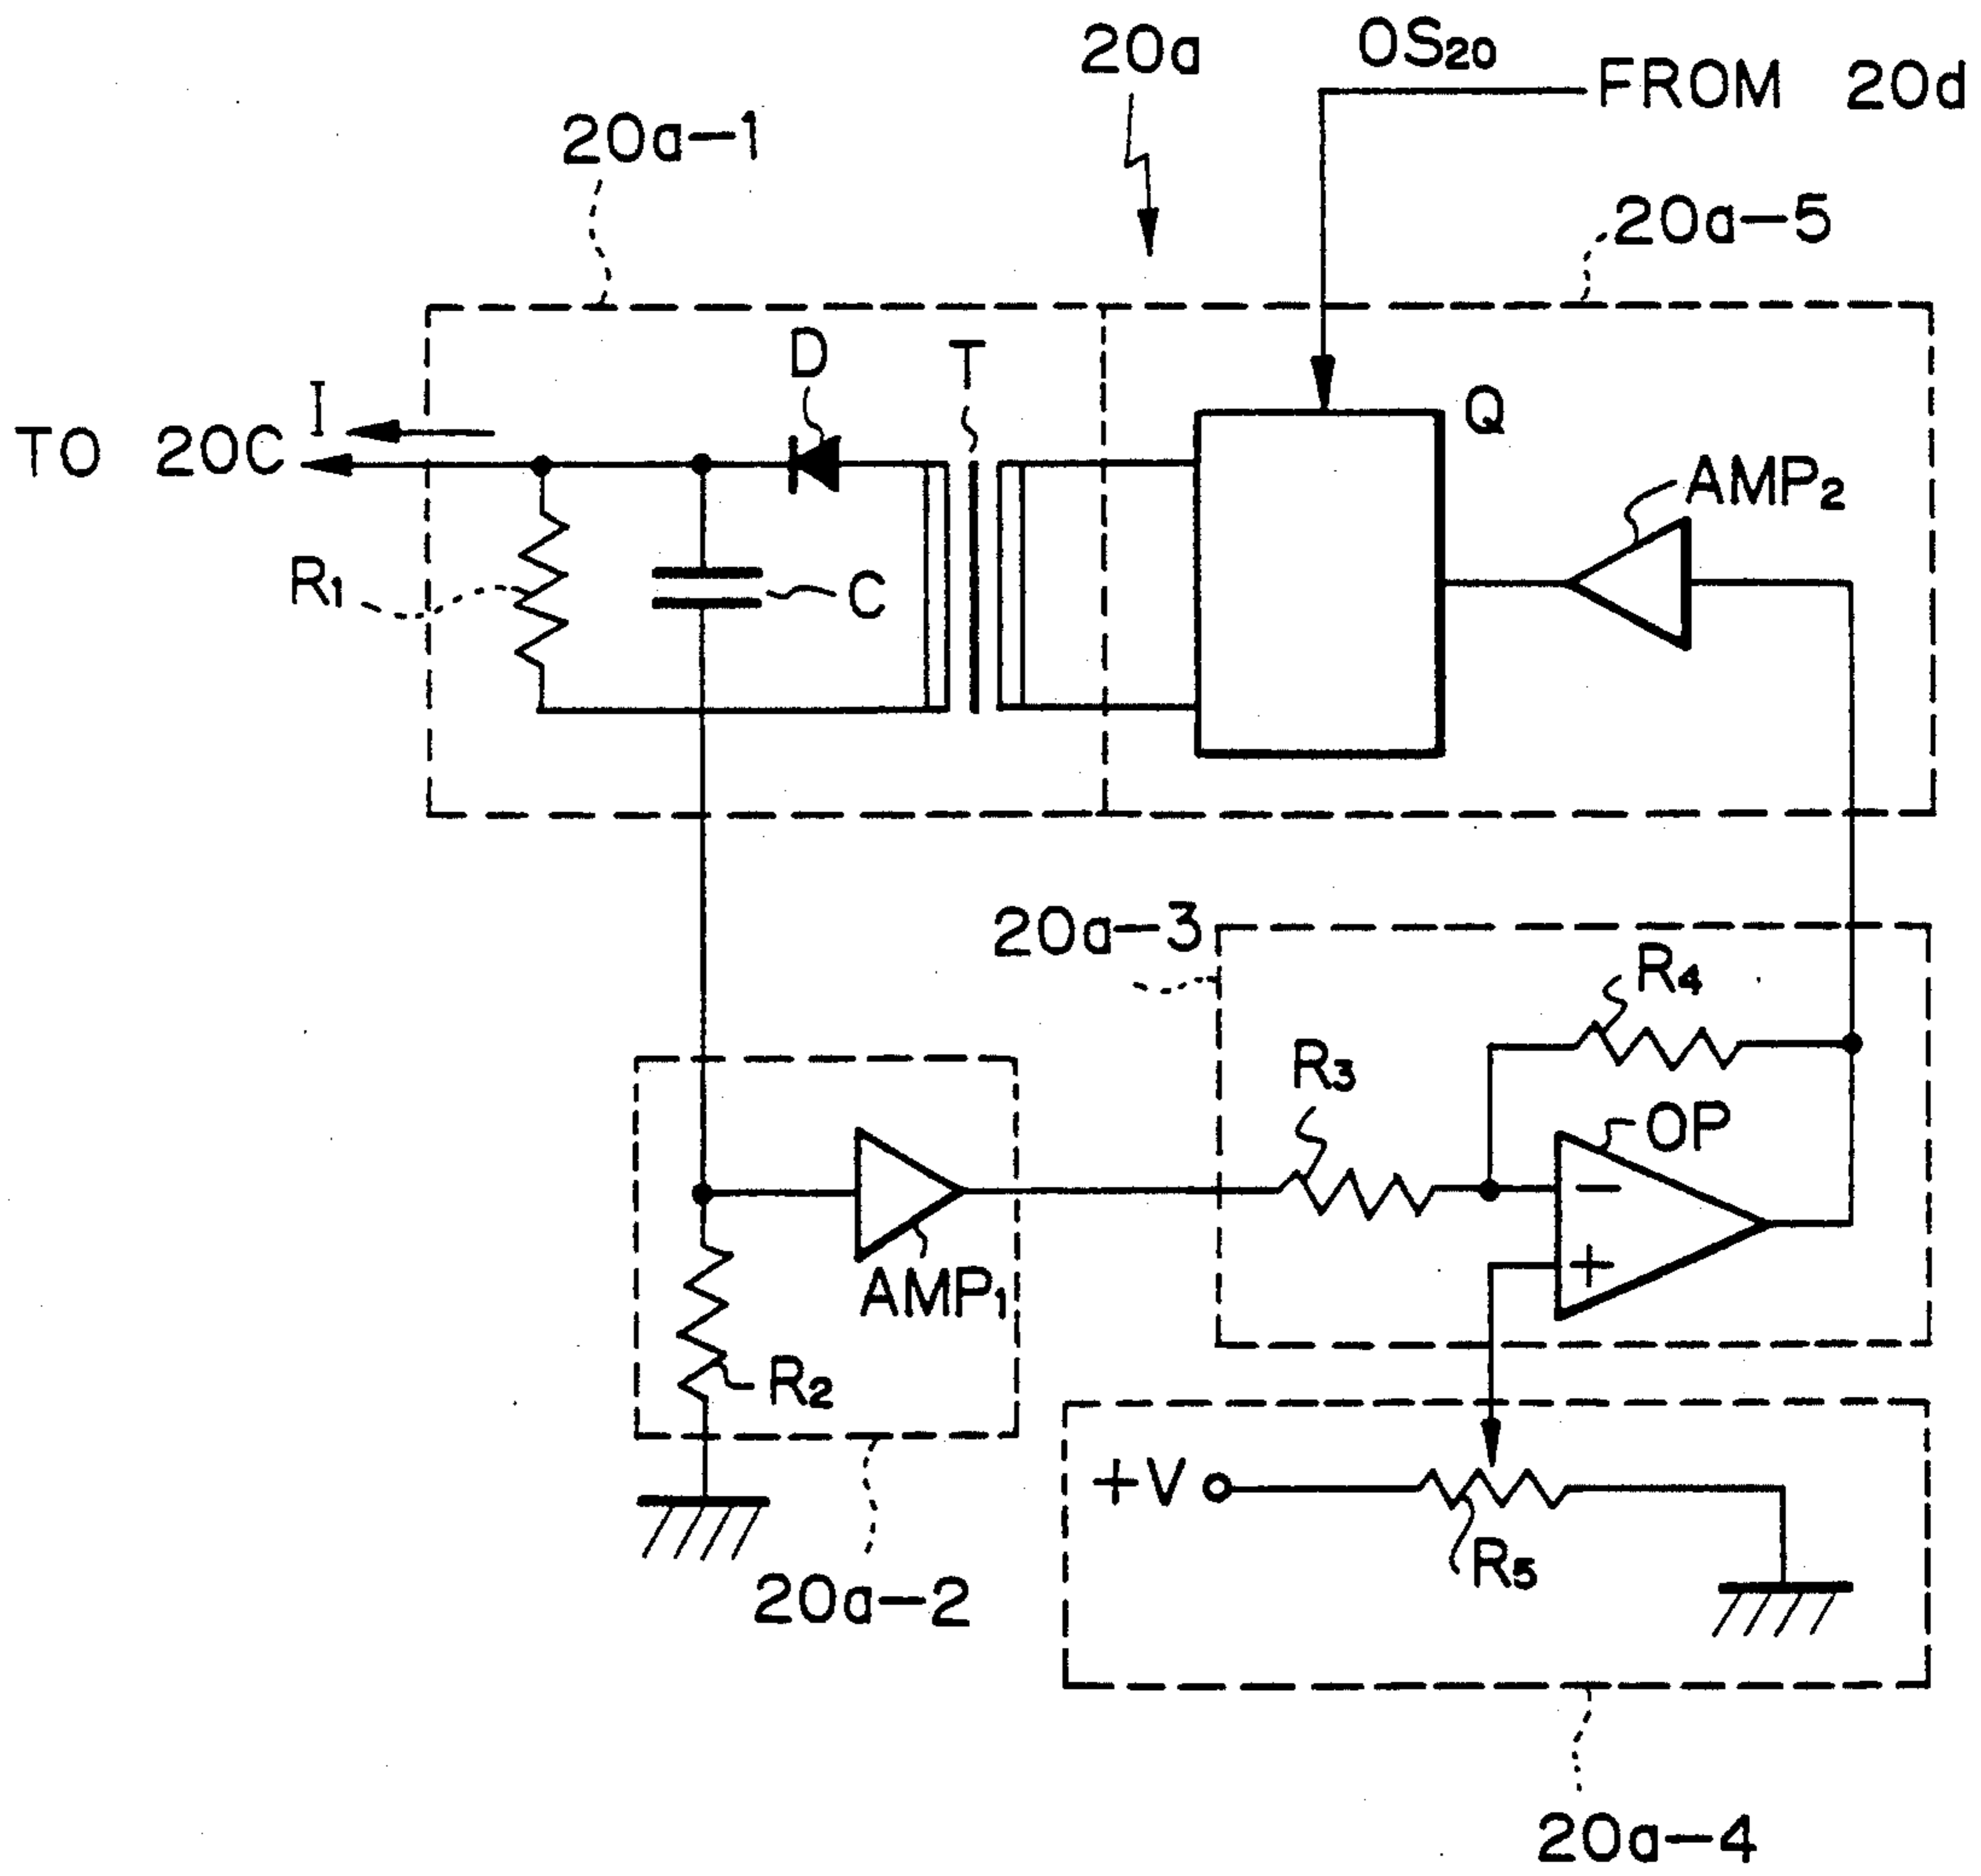 20a
OS20
FROM 20d
20a-1
20a-5
D
T
I
Q
TO 20C
AMP2
R1
C
20a-3
R4
R3
OP
−
AMP1
+
R2
+V
R5
20a-2
20a-4